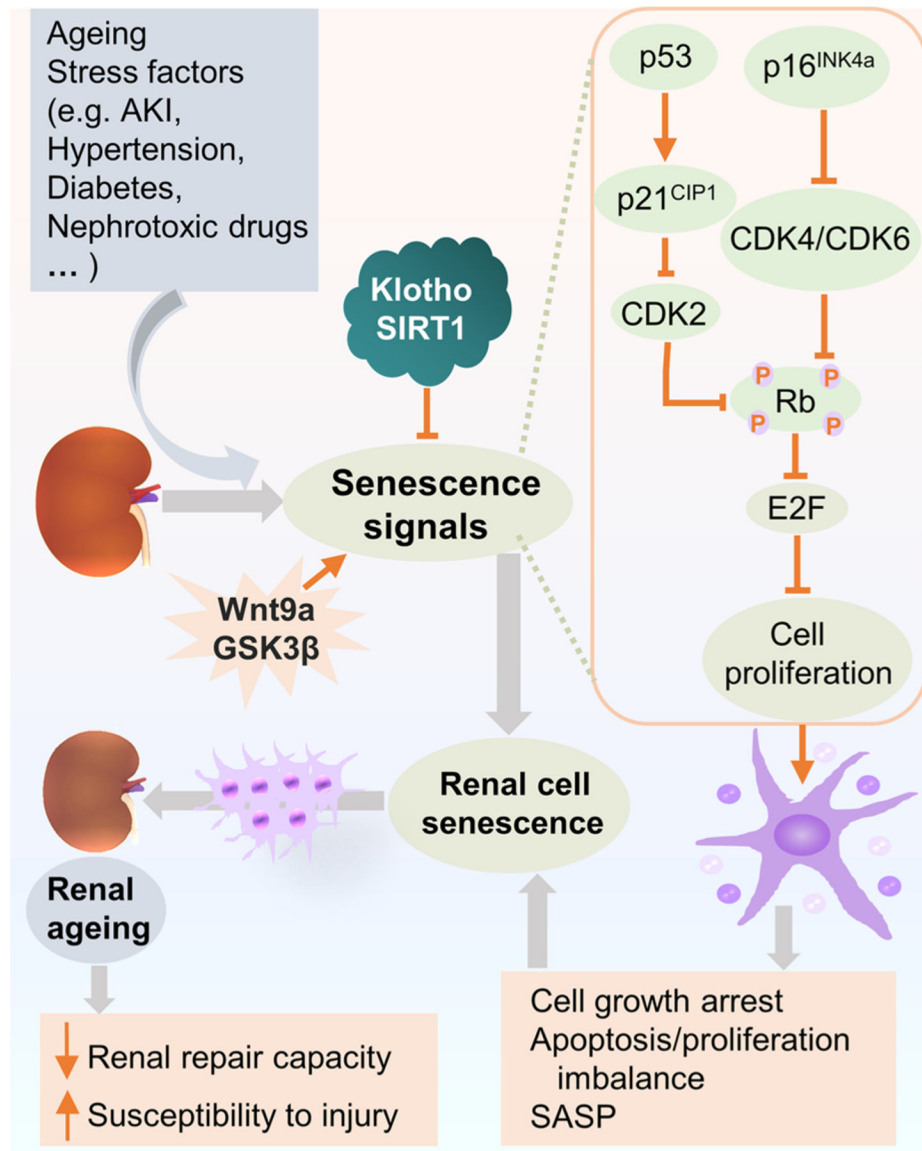 Ageing
Stress factors
(e.g. AKI,
Hypertension,
Diabetes,
Nephrotoxic drugs
... )
Klotho
SIRT1
Senescence
signals
Wnt9a
GSK3β
p53
p16INK4a
p21CIP1
CDK4/CDK6
CDK2
P
P
Rb
P
P
E2F
Cell
proliferation
Renal cell
senescence
Renal
ageing
Renal repair capacity
Susceptibility to injury
Cell growth arrest
Apoptosis/proliferation
imbalance
SASP